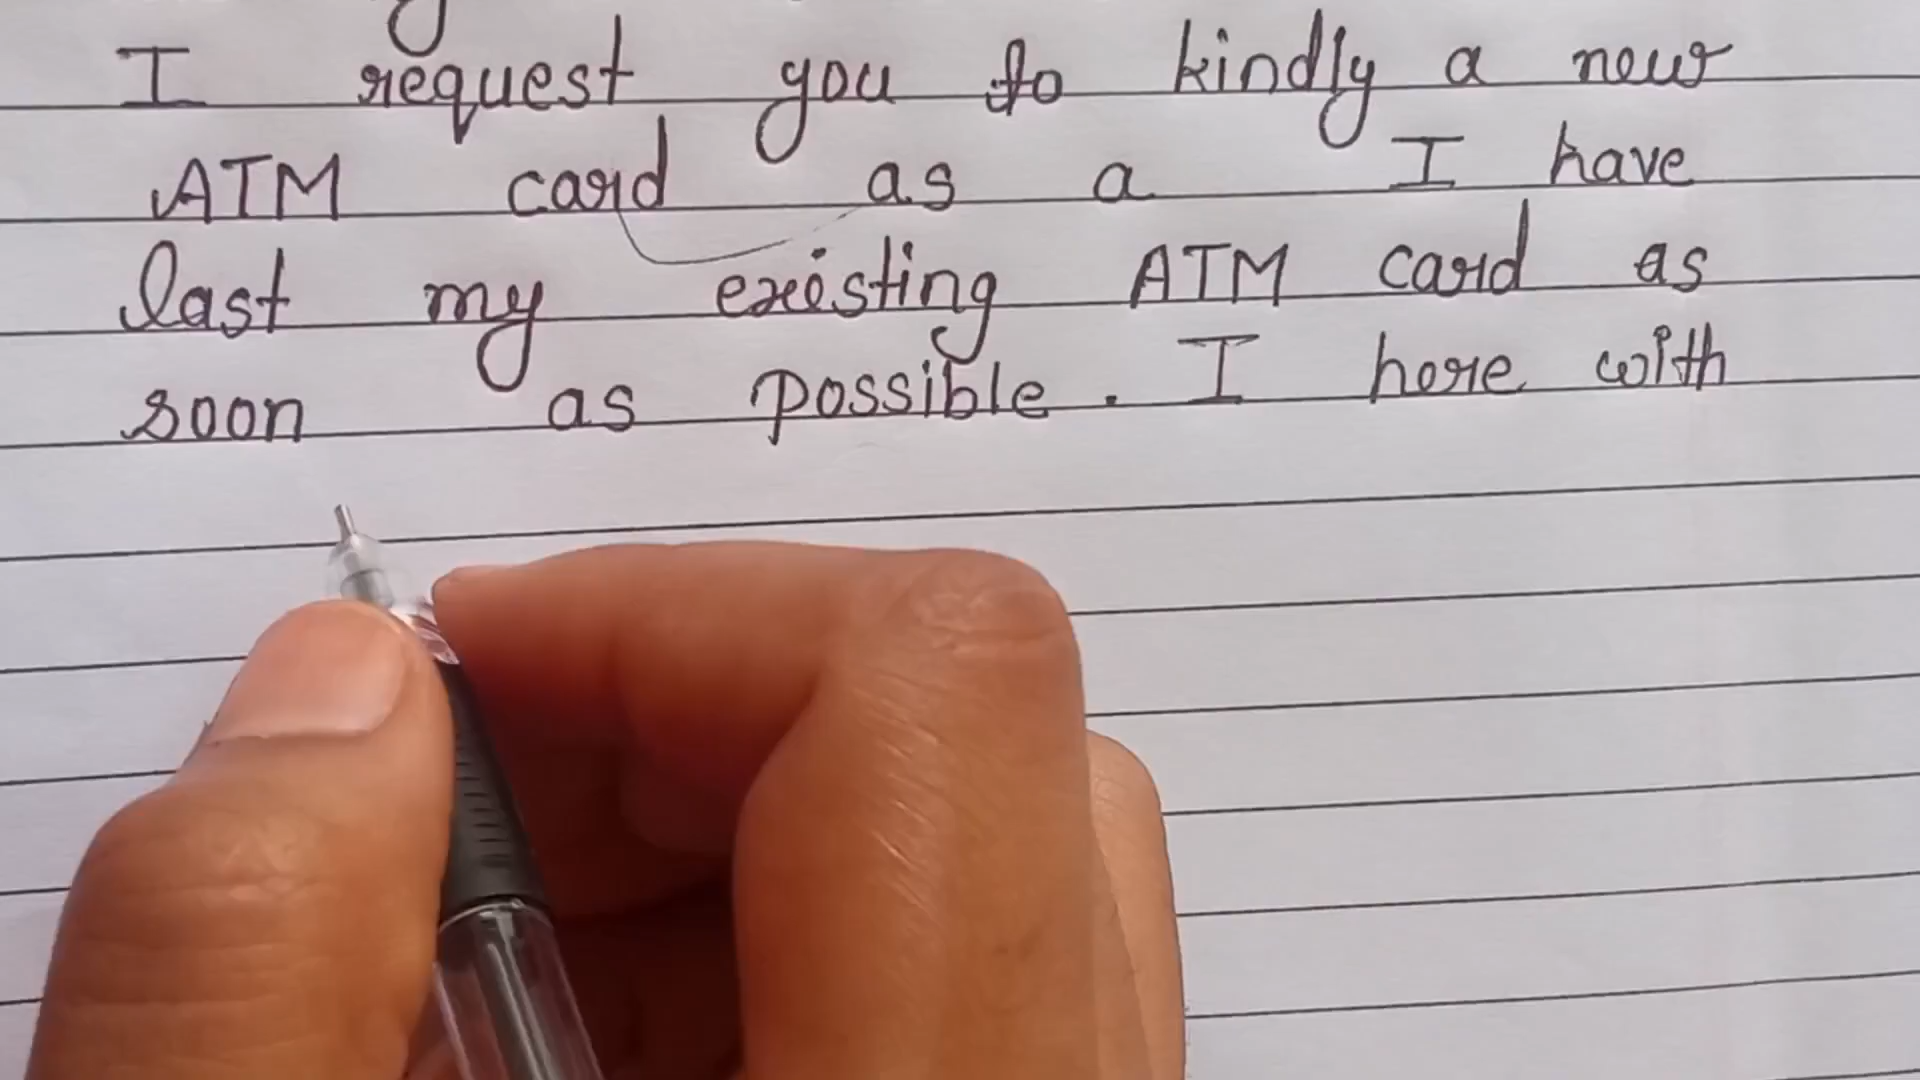 I request you to kindly a new
ATM card as a I have
last my existing ATM card as
soon as possible. I here with